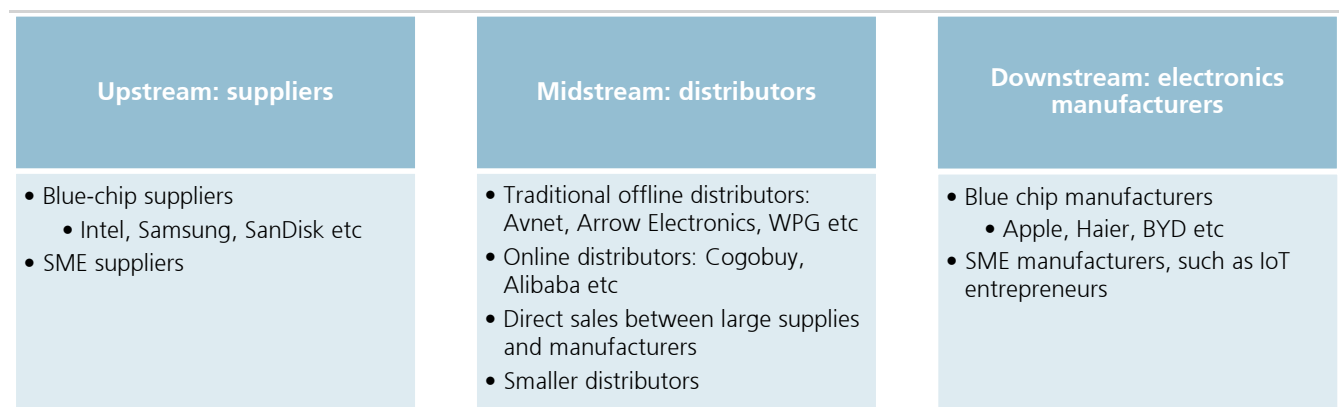 Upstream: suppliers
• Blue-chip suppliers
• Intel, Samsung, SanDisk etc
• SME suppliers
Midstream: distributors
• Traditional offline distributors:
Avnet, Arrow Electronics, WPG etc
• Online distributors: Cogobuy,
Alibaba etc
• Direct sales between large supplies
and manufacturers
• Smaller distributors
Downstream: electronics
manufacturers
• Blue chip manufacturers
• Apple, Haier, BYD etc
• SME manufacturers, such as IoT
entrepreneurs